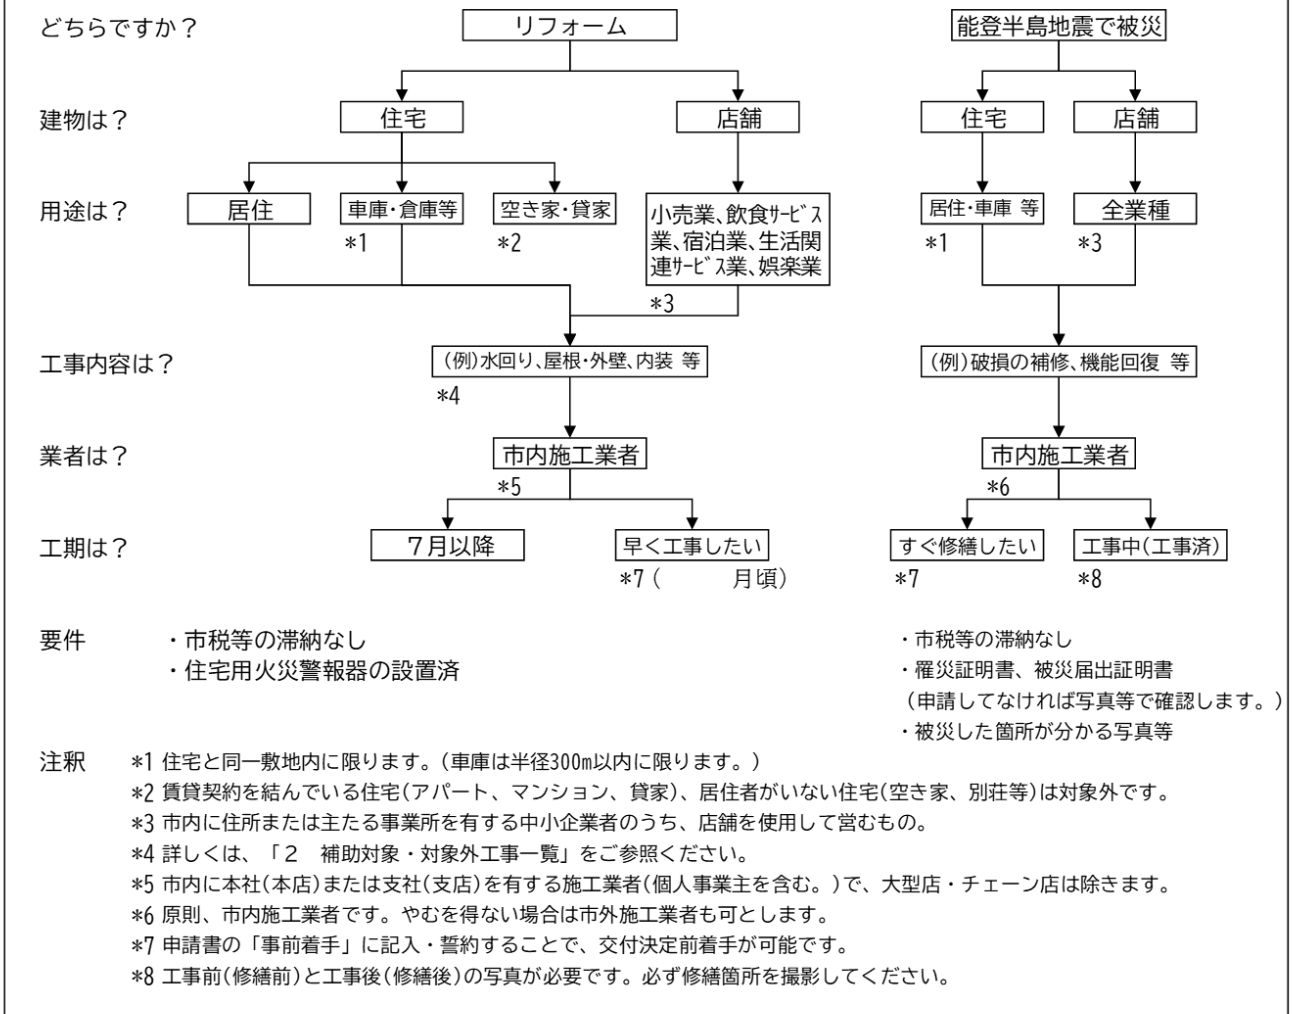 どちらですか？
リフォーム
能登半島地震で被災
建物は？
住宅
店舗
住宅
店舗
用途は？
居住
車庫・倉庫等
空き家・貸家
小売業、飲食ｻｰﾋﾞｽ
業、宿泊業、生活関
連ｻｰﾋﾞｽ業、娯楽業
居住・車庫 等
全業種
*1
*2
*3
*1
*3
工事内容は？
(例)水回り、屋根・外壁、内装 等
(例)破損の補修、機能回復 等
*4
業者は？
市内施工業者
市内施工業者
*5
*6
工期は？
７月以降
早く工事したい
すぐ修繕したい
工事中(工事済)
*7 (　　　月頃)
*7
*8
要件
・市税等の滞納なし
・住宅用火災警報器の設置済
・市税等の滞納なし
・罹災証明書、被災届出証明書
(申請してなければ写真等で確認します。)
・被災した箇所が分かる写真等
注釈
*1 住宅と同一敷地内に限ります。(車庫は半径300m以内に限ります。)
*2 賃貸契約を結んでいる住宅(アパート、マンション、貸家)、居住者がいない住宅(空き家、別荘等)は対象外です。
*3 市内に住所または主たる事業所を有する中小企業者のうち、店舗を使用して営むもの。
*4 詳しくは、「２　補助対象・対象外工事一覧」をご参照ください。
*5 市内に本社(本店)または支社(支店)を有する施工業者(個人事業主を含む。)で、大型店・チェーン店は除きます。
*6 原則、市内施工業者です。やむを得ない場合は市外施工業者も可とします。
*7 申請書の「事前着手」に記入・誓約することで、交付決定前着手が可能です。
*8 工事前(修繕前)と工事後(修繕後)の写真が必要です。必ず修繕箇所を撮影してください。